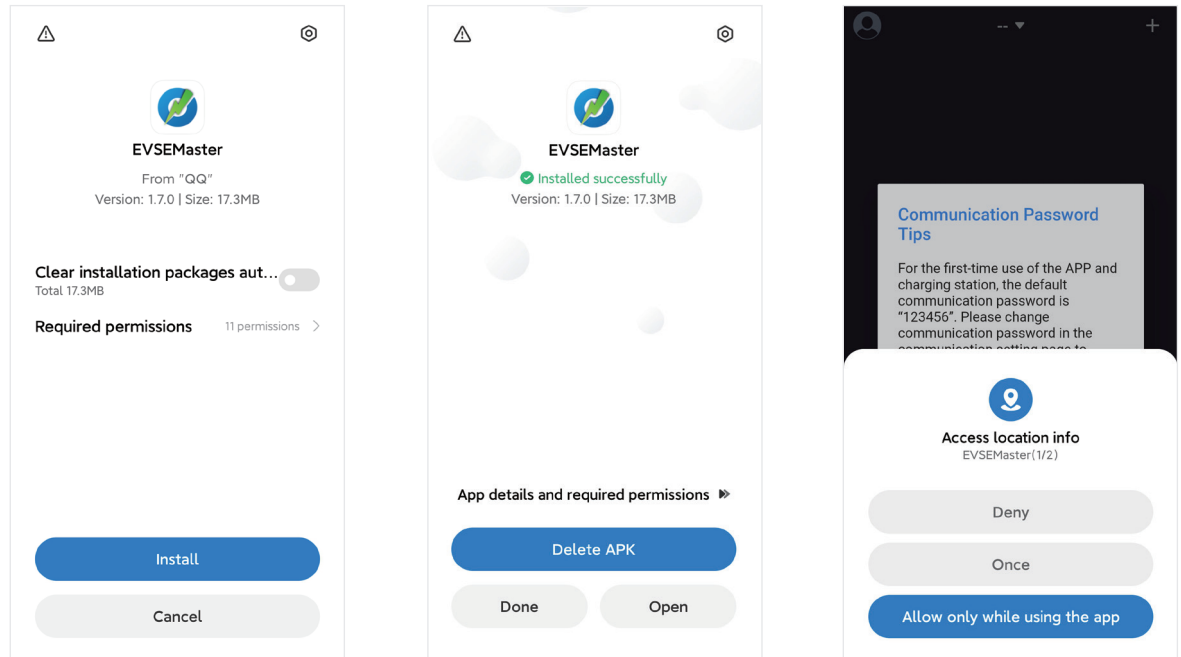 EVSEMaster
From "QQ"
Version: 1.7.0 | Size: 17.3MB
Clear installation packages aut...
Total 17.3MB
Required permissions
11 permissions
Install
Cancel
EVSEMaster
Installed successfully
Version: 1.7.0 | Size: 17.3MB
App details and required permissions
Delete APK
Done
Open
--
Communication Password
Tips
For the first-time use of the APP and
charging station, the default
communication password is
“123456”. Please change
communication password in the
communication setting page to
Access location info
EVSEMaster(1/2)
Deny
Once
Allow only while using the app